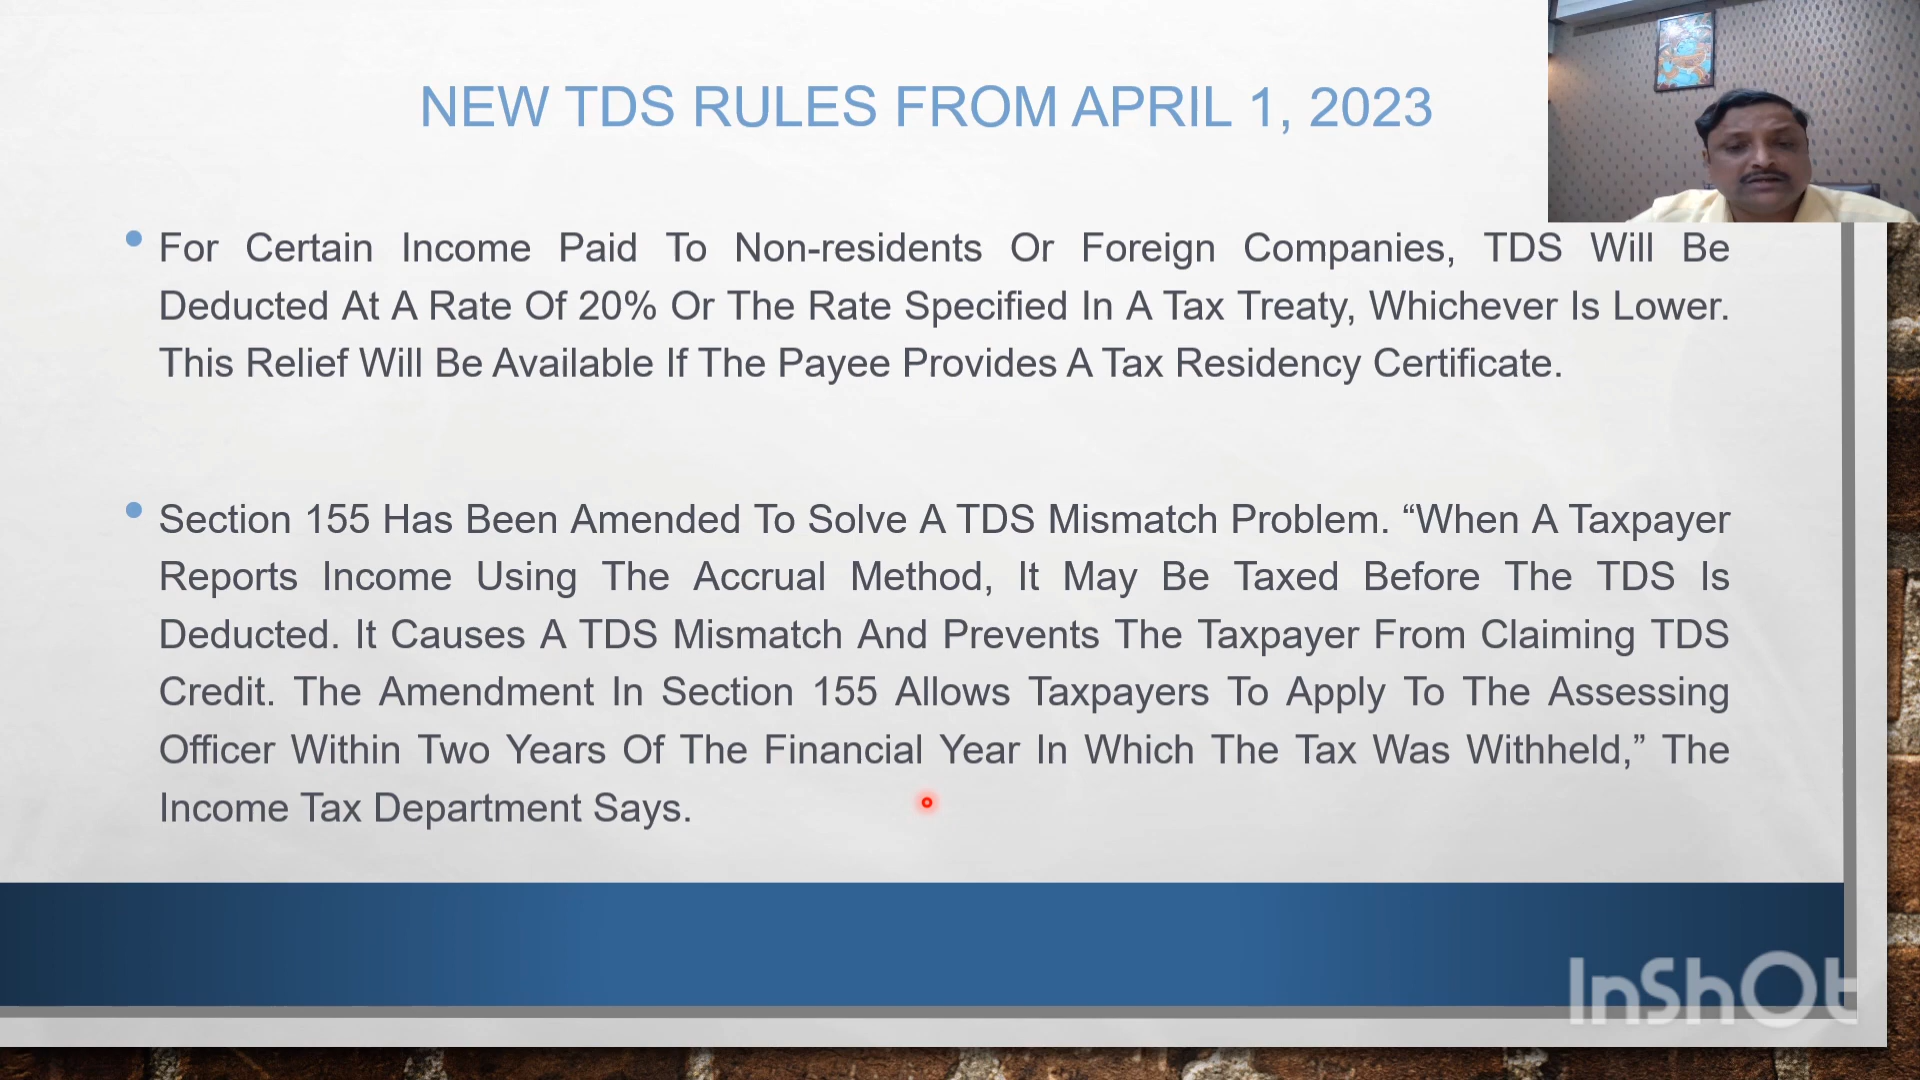 NEW TDS RULES FROM APRIL 1, 2023
For Certain Income Paid To Non-residents Or Foreign Companies, TDS Will Be
Deducted At A Rate Of 20% Or The Rate Specified In A Tax Treaty, Whichever Is Lower.
This Relief Will Be Available If The Payee Provides A Tax Residency Certificate.
Section 155 Has Been Amended To Solve A TDS Mismatch Problem. “When A Taxpayer
Reports Income Using The Accrual Method, It May Be Taxed Before The TDS Is
Deducted. It Causes A TDS Mismatch And Prevents The Taxpayer From Claiming TDS
Credit. The Amendment In Section 155 Allows Taxpayers To Apply To The Assessing
Officer Within Two Years Of The Financial Year In Which The Tax Was Withheld,” The
Income Tax Department Says.
InShOt